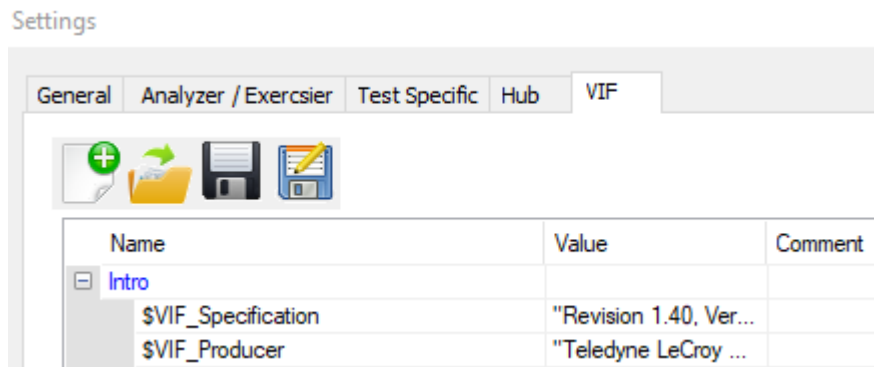 Settings
General Analyzer / Exercsier Test Specific Hub VIF
Name Value Comment
Intro
$VIF_Specification "Revision 1.40, Ver...
$VIF_Producer "Teledyne LeCroy ...